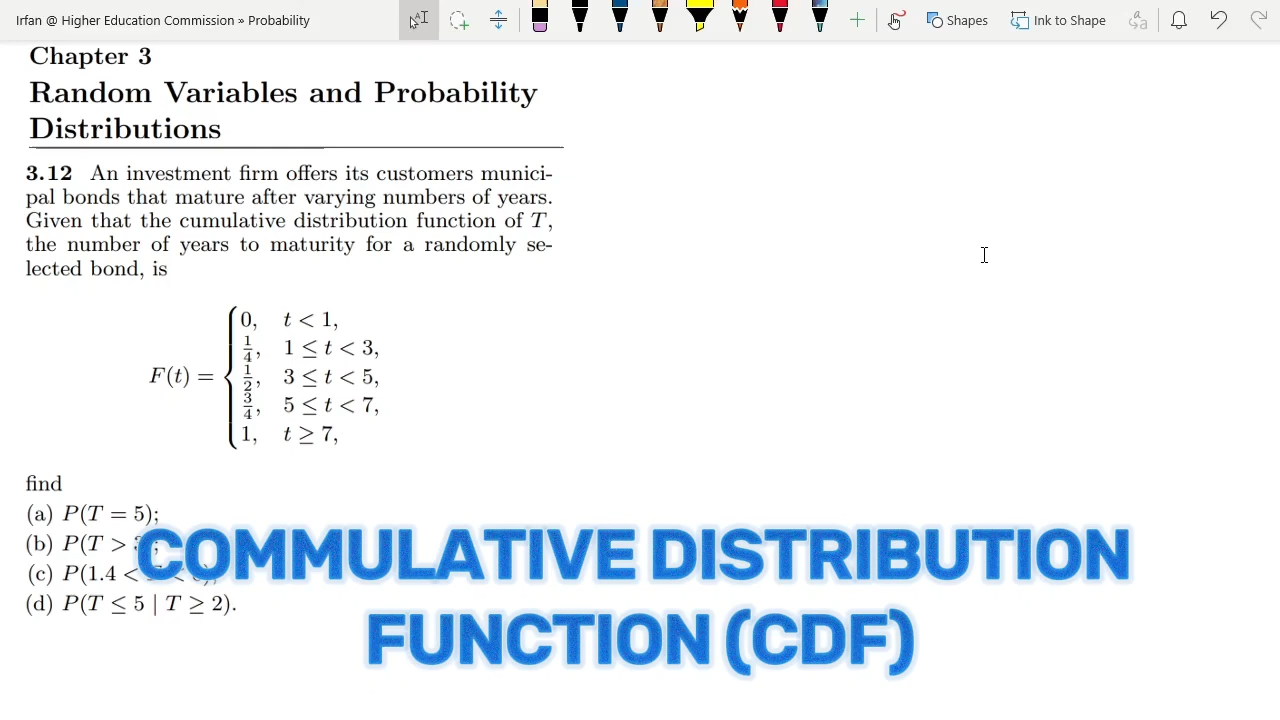 Irfan @ Higher Education Commission » Probability
Shapes
Ink to Shape
Chapter 3
Random Variables and Probability
Distributions
3.12 An investment firm offers its customers munici-
pal bonds that mature after varying numbers of years.
Given that the cumulative distribution function of T,
the number of years to maturity for a randomly se-
lected bond, is
F(t) =
0, t < 1,
1/4, 1 ≤ t < 3,
1/2, 3 ≤ t < 5,
3/4, 5 ≤ t < 7,
1, t ≥ 7,
find
(a) P(T = 5);
(b) P(T >
(c) P(1.4 <
(d) P(T ≤ 5 | T ≥ 2).
COMMULATIVE DISTRIBUTION
FUNCTION (CDF)